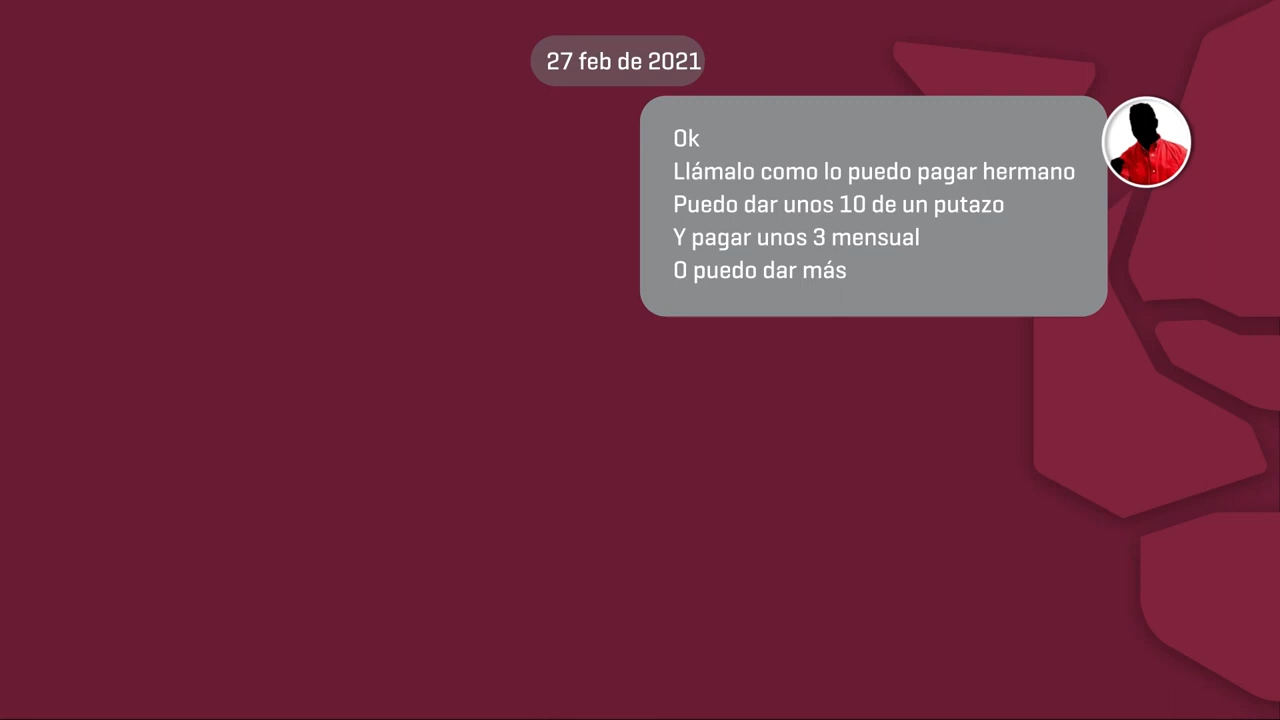 27 feb de 2021
Ok
Llámalo como lo puedo pagar hermano
Puedo dar unos 10 de un putazo
Y pagar unos 3 mensual
O puedo dar más